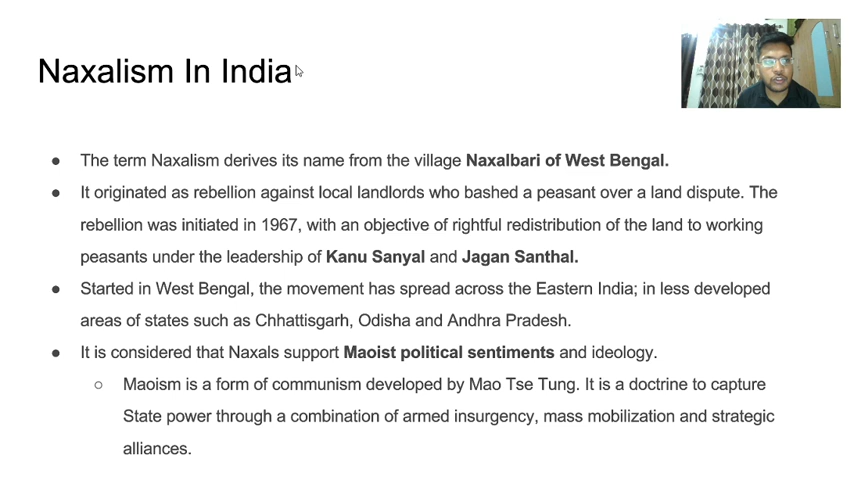 Naxalism In India
● The term Naxalism derives its name from the village Naxalbari of West Bengal.
● It originated as rebellion against local landlords who bashed a peasant over a land dispute. The
rebellion was initiated in 1967, with an objective of rightful redistribution of the land to working
peasants under the leadership of Kanu Sanyal and Jagan Santhal.
● Started in West Bengal, the movement has spread across the Eastern India; in less developed
areas of states such as Chhattisgarh, Odisha and Andhra Pradesh.
● It is considered that Naxals support Maoist political sentiments and ideology.
○ Maoism is a form of communism developed by Mao Tse Tung. It is a doctrine to capture
State power through a combination of armed insurgency, mass mobilization and strategic
alliances.